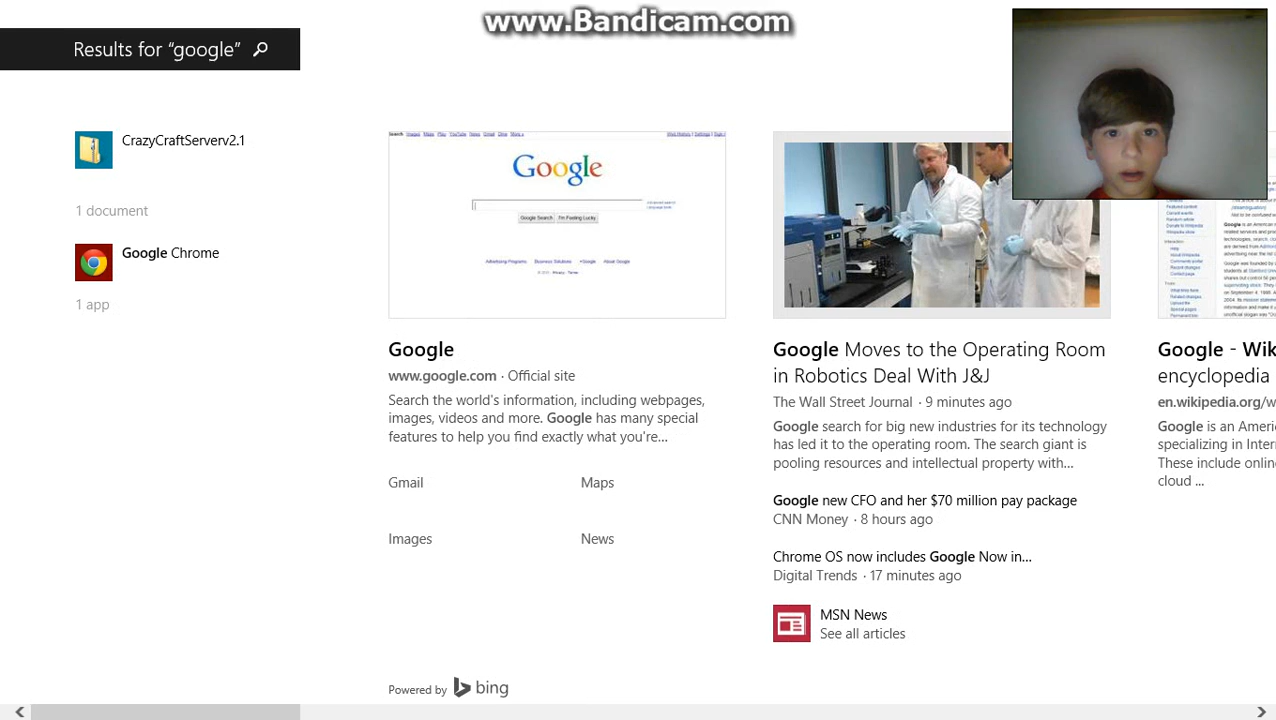 www.Bandicam.com
Results for “google”
CrazyCraftServerv2.1
1 document
Google Chrome
1 app
Google
Google Search
I'm Feeling Lucky
Google
www.google.com · Official site
Search the world's information, including webpages,
images, videos and more. Google has many special
features to help you find exactly what you're...
Gmail
Maps
Images
News
Google Moves to the Operating Room
in Robotics Deal With J&J
The Wall Street Journal · 9 minutes ago
Google search for big new industries for its technology
has led it to the operating room. The search giant is
pooling resources and intellectual property with...
Google new CFO and her $70 million pay package
CNN Money · 8 hours ago
Chrome OS now includes Google Now in...
Digital Trends · 17 minutes ago
MSN News
See all articles
Google - Wik
encyclopedia
en.wikipedia.org/w
Google is an Ameri
specializing in Inter
These include onlin
cloud ...
Powered by bing